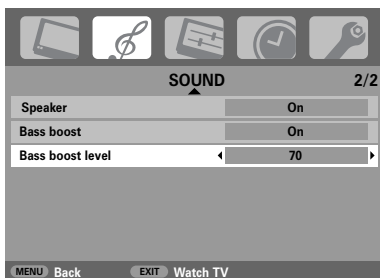 SOUND 2/2
Speaker On
Bass boost On
Bass boost level 70
MENU Back EXIT Watch TV